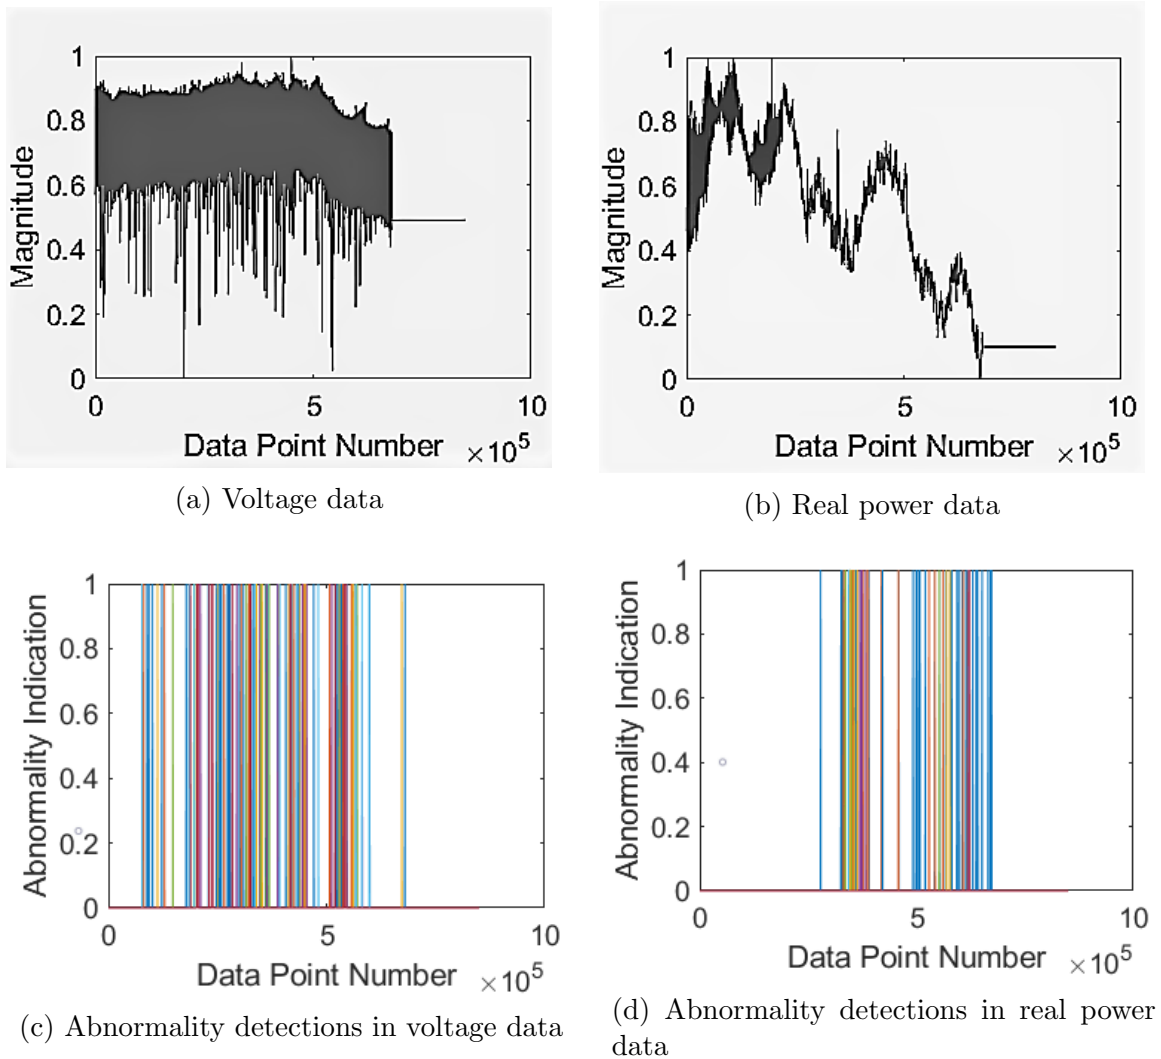 1
0.8
0.6
0.4
0.2
0
Magnitude
0
5
10
Data Point Number ×10^5
(a) Voltage data
1
0.8
0.6
0.4
0.2
0
Magnitude
0
5
10
Data Point Number ×10^5
(b) Real power data
1
0.8
0.6
0.4
0.2
0
Abnormality Indication
0
5
10
Data Point Number ×10^5
(c) Abnormality detections in voltage data
1
0.8
0.6
0.4
0.2
0
Abnormality Indication
0
5
10
Data Point Number ×10^5
(d) Abnormality detections in real power
data